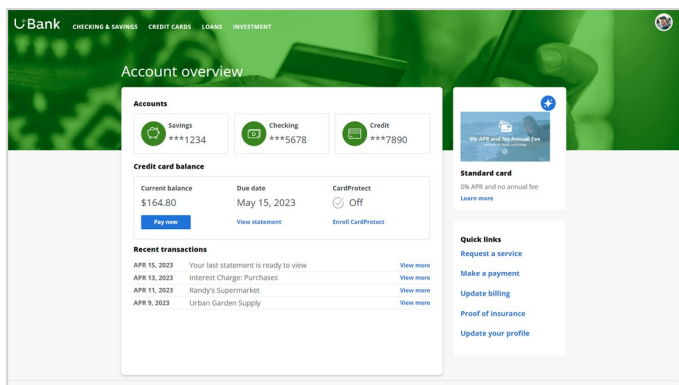 UBank
CHECKING & SAVINGS CREDIT CARDS LOANS INVESTMENT
Account overview
Accounts
Savings
***1234
Checking
***5678
Credit
***7890
Credit card balance
Current balance
$164.80
Pay now
Due date
May 15, 2023
View statement
CardProtect
Off
Enroll CardProtect
Recent transactions
APR 15, 2023 Your last statement is ready to view View more
APR 13, 2023 Interest Charge: Purchases View more
APR 11, 2023 Randy's Supermarket View more
APR 9, 2023 Urban Garden Supply View more
0% APR and No Annual Fee
Standard card
0% APR and no annual fee
Learn more
Quick links
Request a service
Make a payment
Update billing
Proof of insurance
Update your profile